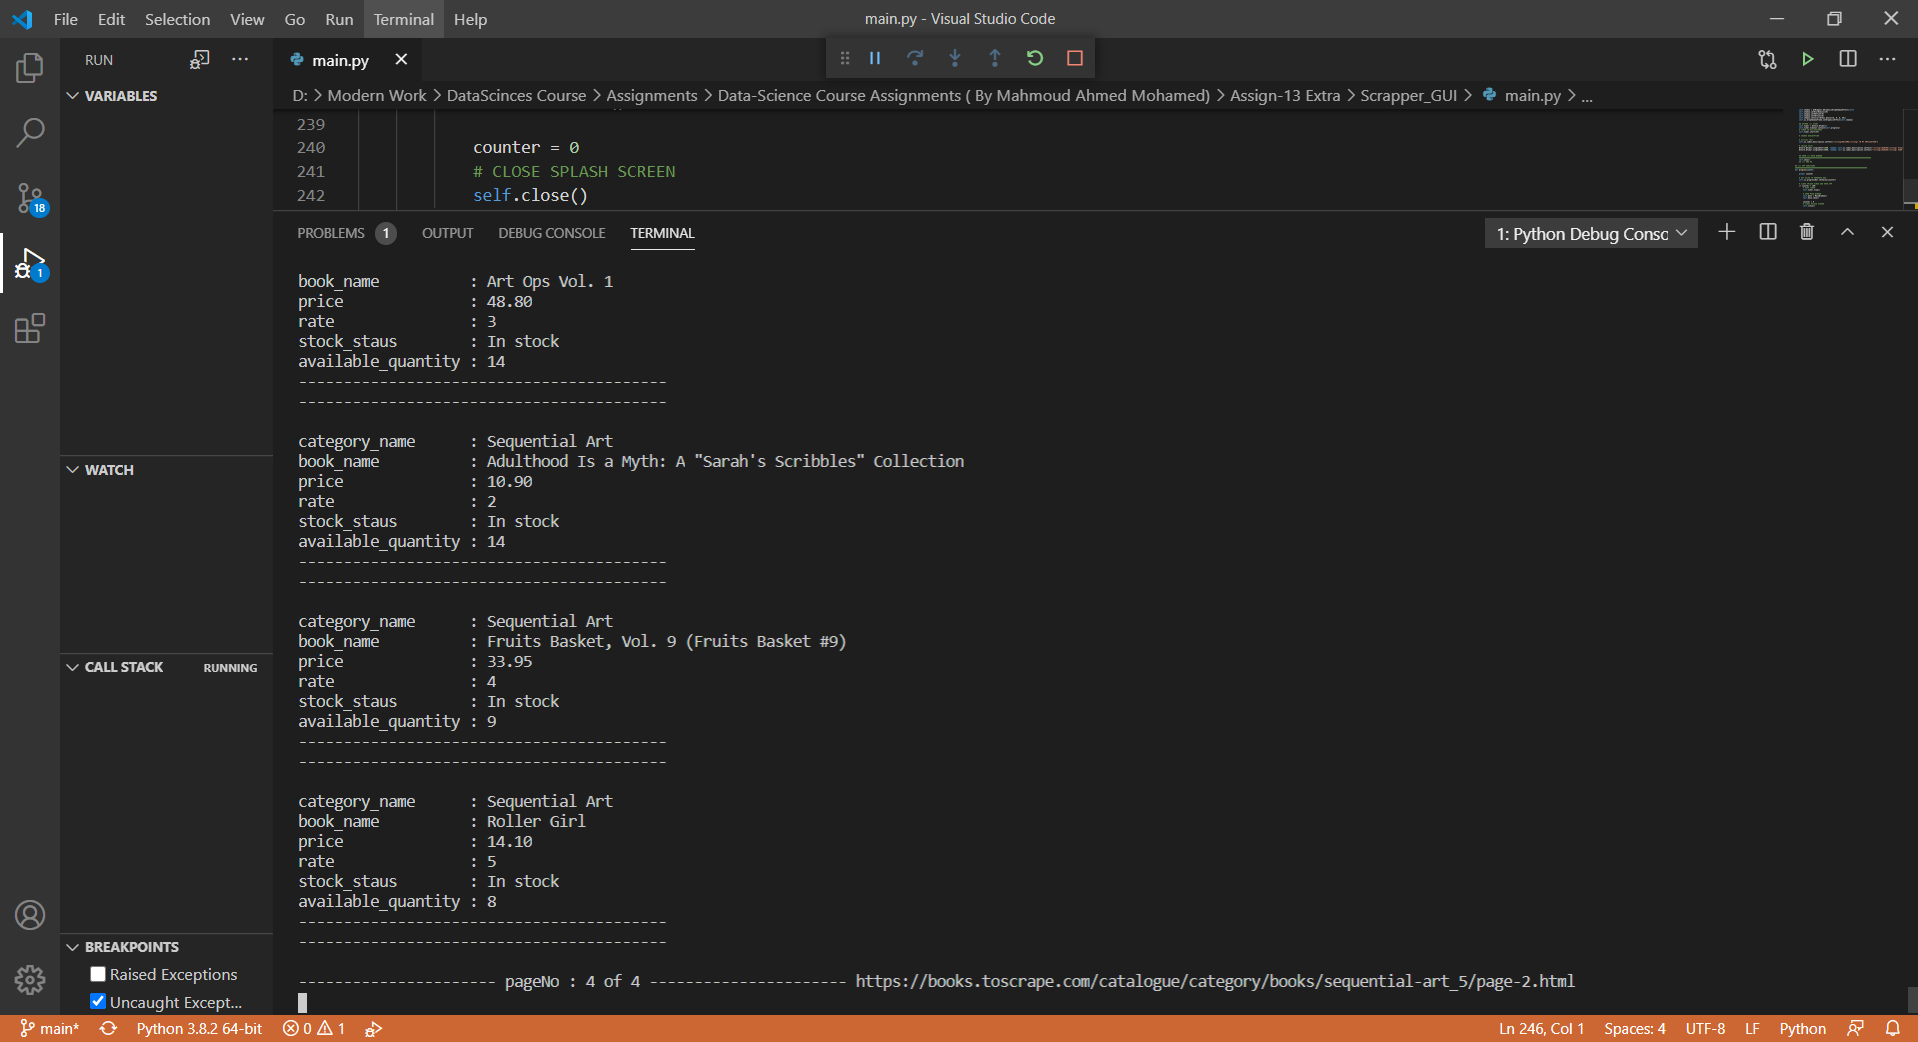 File Edit Selection View Go Run Terminal Help
main.py - Visual Studio Code
RUN
main.py
VARIABLES
D: > Modern Work > DataScinces Course > Assignments > Data-Science Course Assignments ( By Mahmoud Ahmed Mohamed) > Assign-13 Extra > Scrapper_GUI > main.py > ...
239
240 counter = 0
241 # CLOSE SPLASH SCREEN
242 self.close()
PROBLEMS 1 OUTPUT DEBUG CONSOLE TERMINAL
1: Python Debug Consc
book_name : Art Ops Vol. 1
price : 48.80
rate : 3
stock_staus : In stock
available_quantity : 14
-----------------------------------------
-----------------------------------------
category_name : Sequential Art
book_name : Adulthood Is a Myth: A "Sarah's Scribbles" Collection
price : 10.90
rate : 2
stock_staus : In stock
available_quantity : 14
-----------------------------------------
-----------------------------------------
category_name : Sequential Art
book_name : Fruits Basket, Vol. 9 (Fruits Basket #9)
price : 33.95
rate : 4
stock_staus : In stock
available_quantity : 9
-----------------------------------------
-----------------------------------------
category_name : Sequential Art
book_name : Roller Girl
price : 14.10
rate : 5
stock_staus : In stock
available_quantity : 8
-----------------------------------------
-----------------------------------------
---------------------- pageNo : 4 of 4 ---------------------- https://books.toscrape.com/catalogue/category/books/sequential-art_5/page-2.html
WATCH
CALL STACK RUNNING
BREAKPOINTS
Raised Exceptions
Uncaught Except...
18
1
main* Python 3.8.2 64-bit 0 1
Ln 246, Col 1 Spaces: 4 UTF-8 LF Python